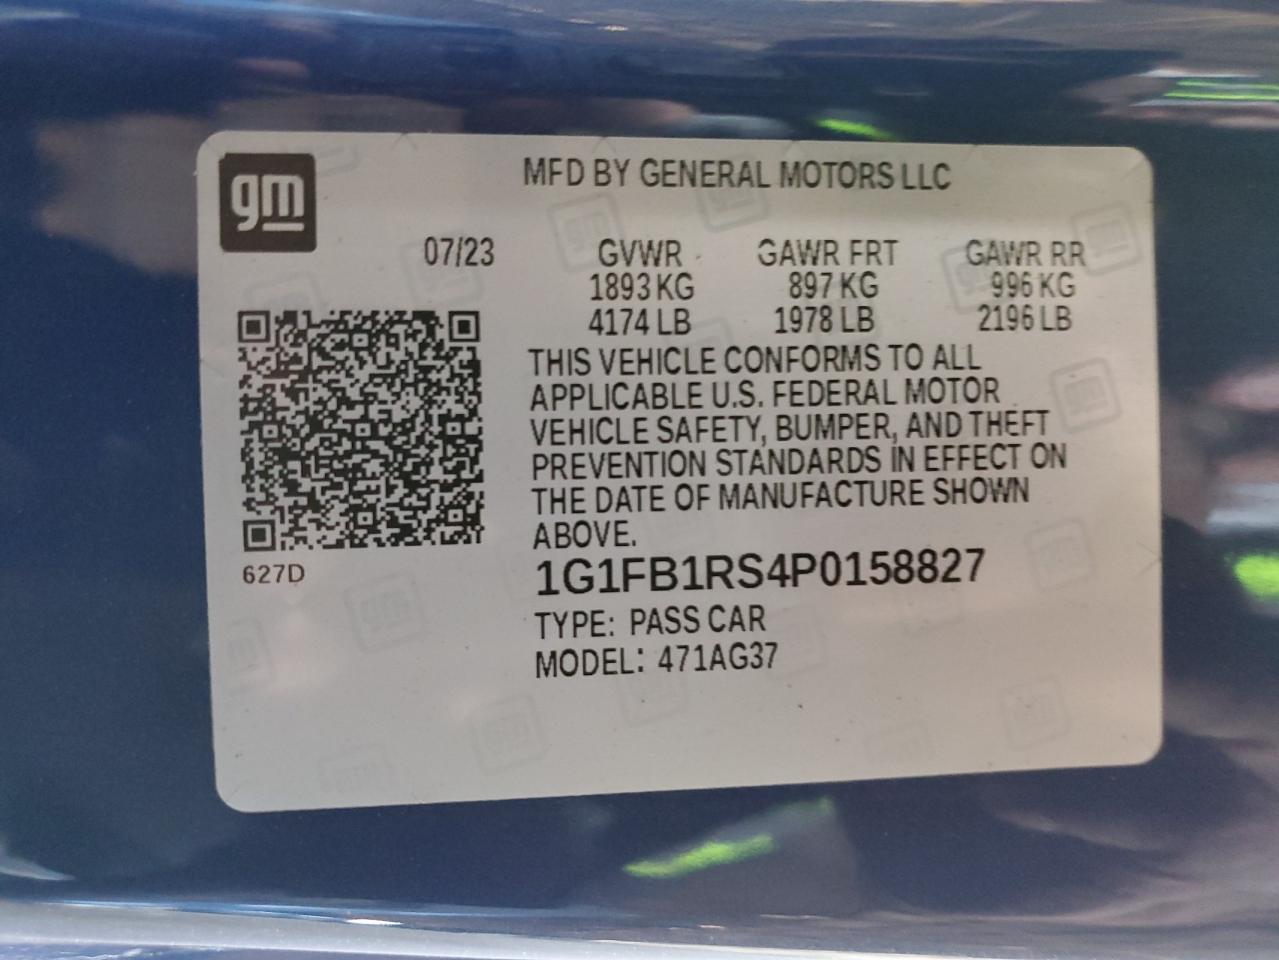 gm
MFD BY GENERAL MOTORS LLC
07/23 GVWR GAWR FRT GAWR RR
1893 KG 897 KG 996 KG
4174 LB 1978 LB 2196 LB
THIS VEHICLE CONFORMS TO ALL
APPLICABLE U.S. FEDERAL MOTOR
VEHICLE SAFETY, BUMPER, AND THEFT
PREVENTION STANDARDS IN EFFECT ON
THE DATE OF MANUFACTURE SHOWN
ABOVE.
627D
1G1FB1RS4P0158827
TYPE: PASS CAR
MODEL: 471AG37